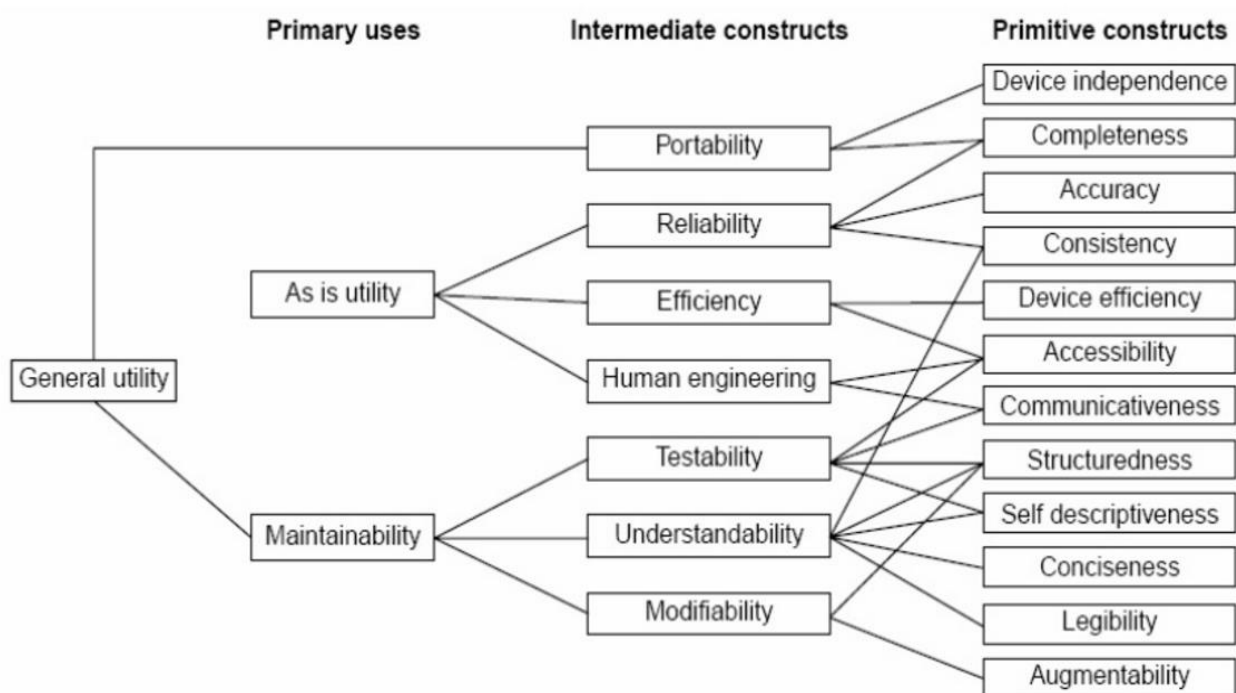 Primary uses
Intermediate constructs
Primitive constructs
Device independence
Portability
Completeness
Accuracy
Reliability
Consistency
As is utility
Efficiency
Device efficiency
General utility
Human engineering
Accessibility
Communicativeness
Testability
Structuredness
Maintainability
Understandability
Self descriptiveness
Conciseness
Modifiability
Legibility
Augmentability